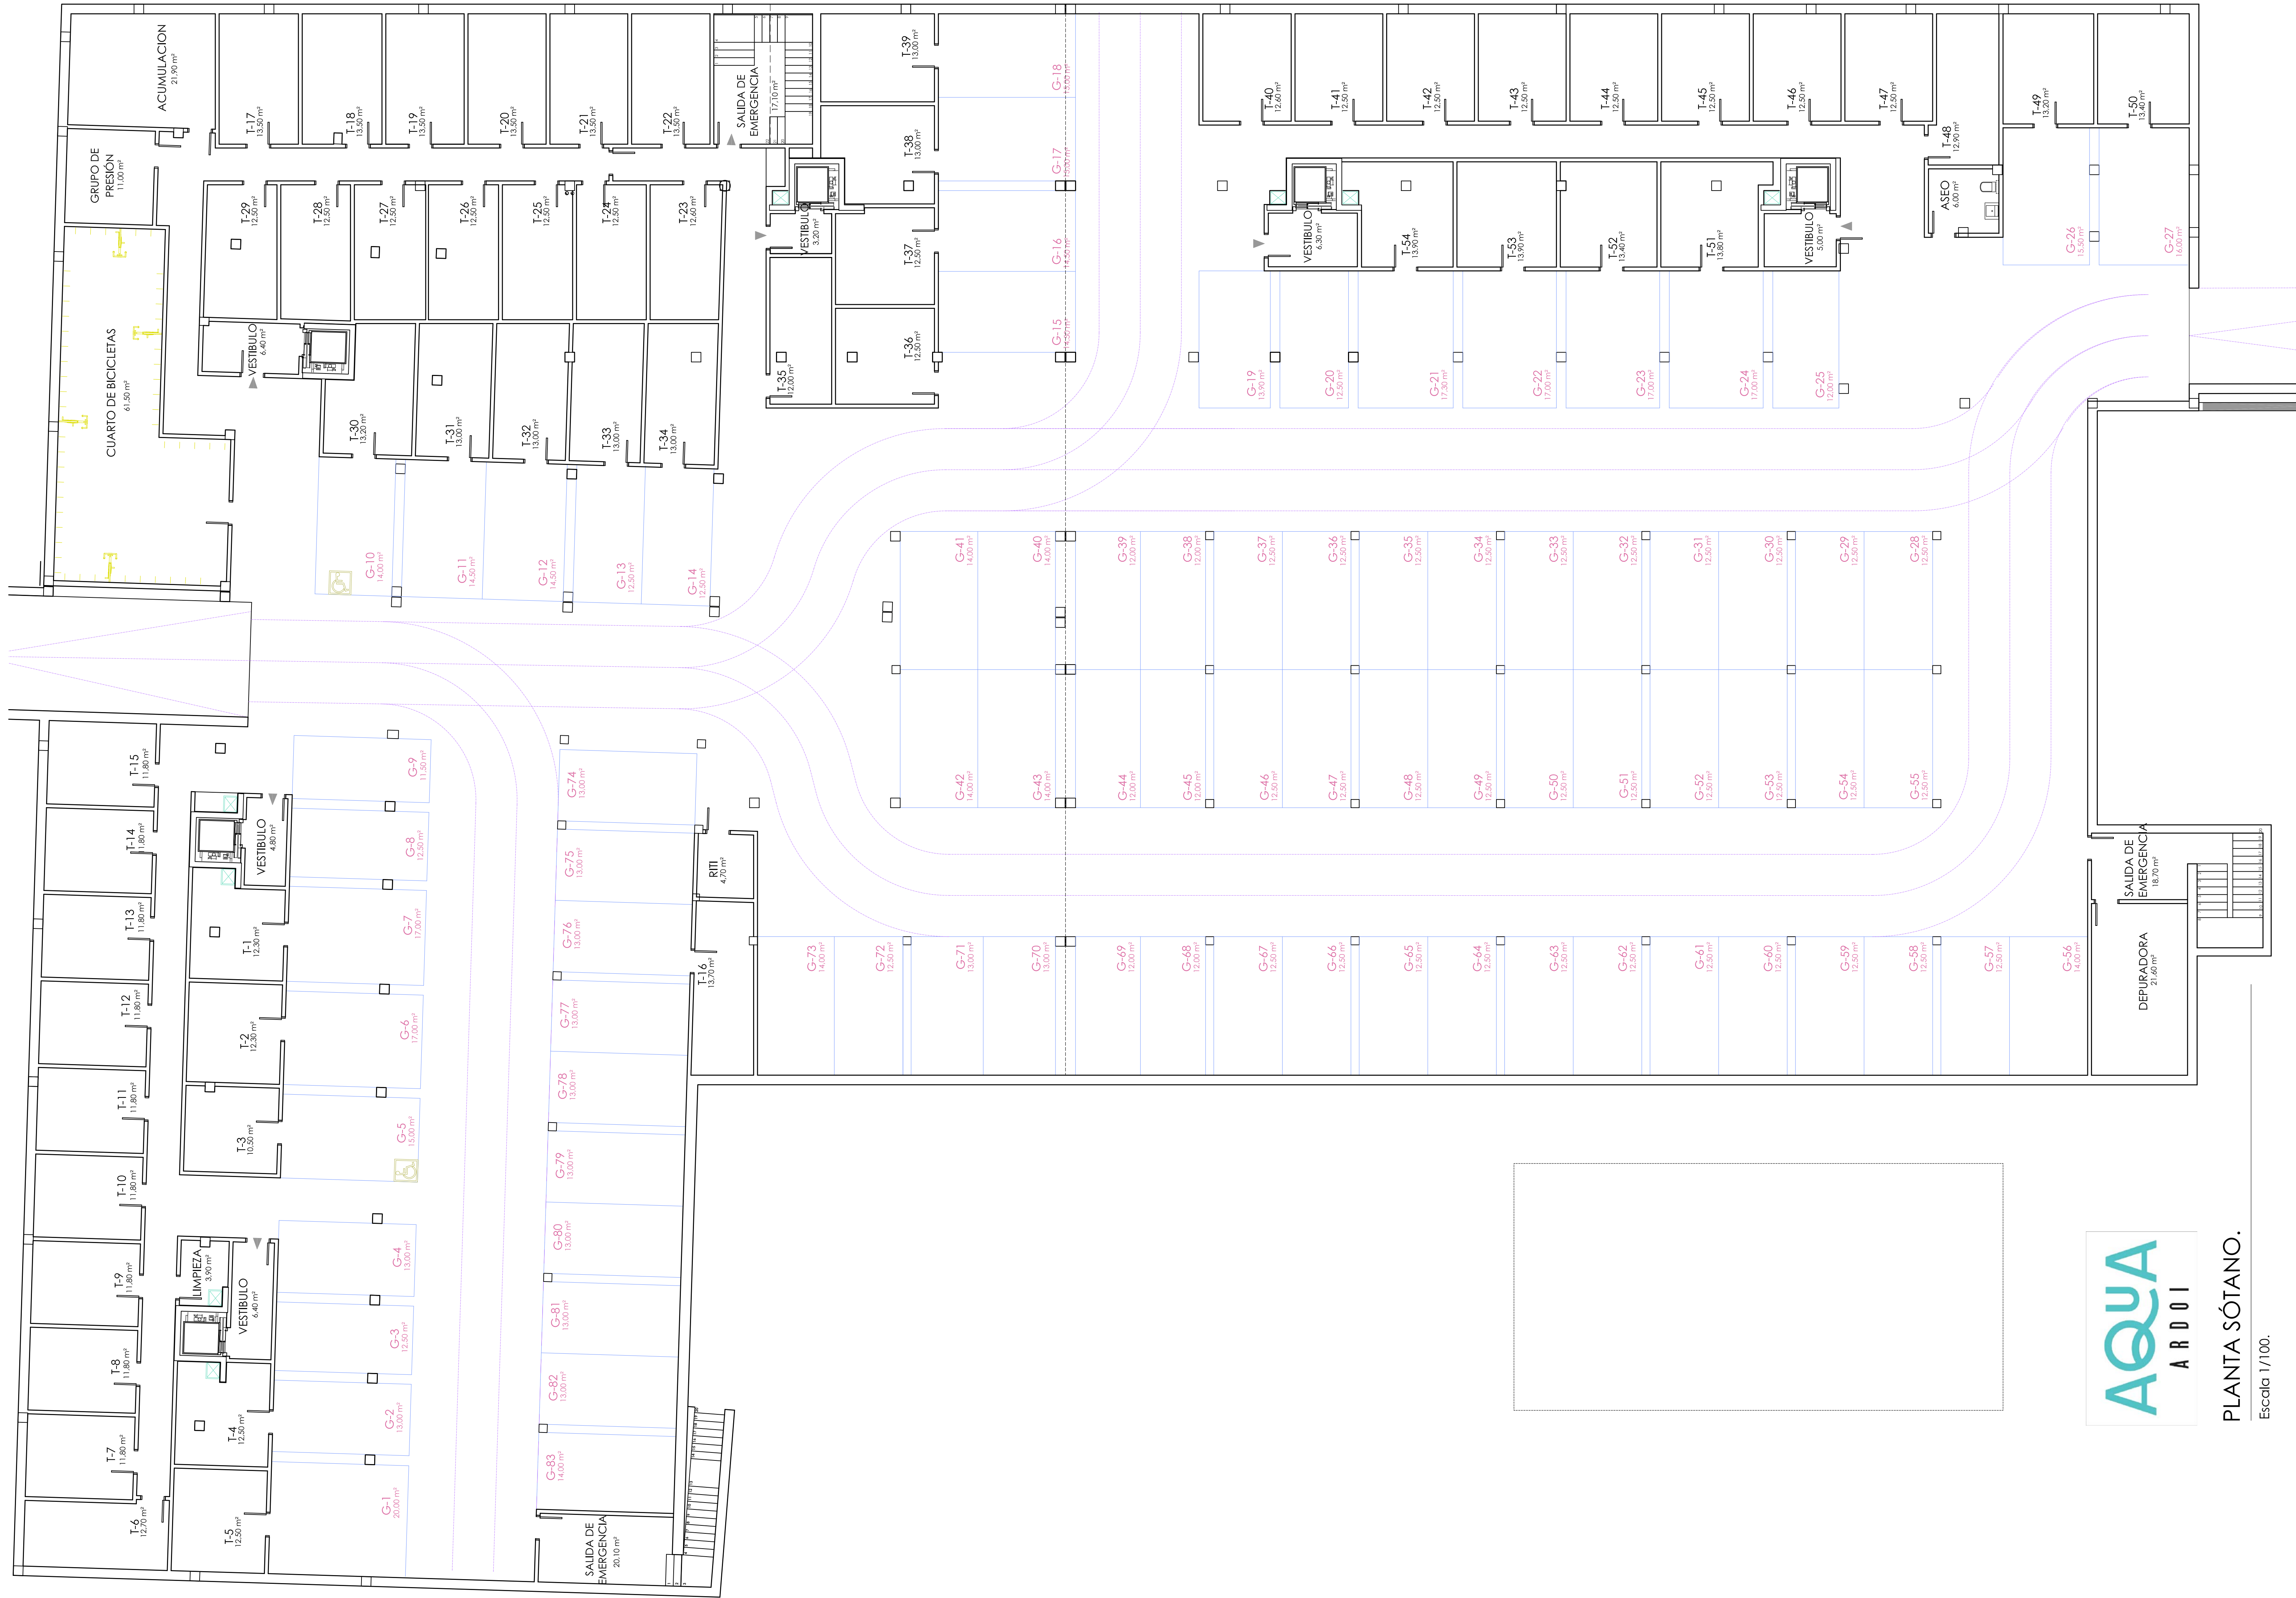 ACUMULACION
21,90 m²
GRUPO DE
PRESIÓN
11,00 m²
CUARTO DE BICICLETAS
61,50 m²
T-17
13,50 m²
T-18
13,50 m²
T-19
13,50 m²
T-20
13,50 m²
T-21
13,50 m²
T-22
13,50 m²
SALIDA DE
EMERGENCIA
17,10 m²
T-39
13,00 m²
T-38
13,00 m²
T-29
12,50 m²
T-28
12,50 m²
T-27
12,50 m²
T-26
12,50 m²
T-25
12,50 m²
T-24
12,50 m²
T-23
12,60 m²
VESTIBULO
3,20 m²
T-37
12,50 m²
T-36
12,50 m²
T-35
12,00 m²
VESTIBULO
6,40 m²
T-30
13,20 m²
T-31
13,00 m²
T-32
13,00 m²
T-33
13,00 m²
T-34
13,00 m²
G-18
15,00 m²
G-17
15,00 m²
G-16
14,50 m²
G-15
14,50 m²
T-40
12,60 m²
T-41
12,50 m²
T-42
12,50 m²
T-43
12,50 m²
T-44
12,50 m²
T-45
12,50 m²
T-46
12,50 m²
T-47
12,50 m²
T-48
12,90 m²
T-49
13,20 m²
T-50
13,40 m²
ASEO
6,00 m²
VESTIBULO
6,30 m²
T-54
13,90 m²
T-53
13,90 m²
T-52
13,40 m²
T-51
13,80 m²
VESTIBULO
5,00 m²
G-26
15,50 m²
G-27
16,00 m²
G-19
13,90 m²
G-20
12,50 m²
G-21
17,30 m²
G-22
17,00 m²
G-23
17,00 m²
G-24
17,00 m²
G-25
12,00 m²
G-10
14,00 m²
G-11
14,50 m²
G-12
14,50 m²
G-13
12,50 m²
G-14
12,50 m²
G-41
14,00 m²
G-40
14,00 m²
G-39
12,00 m²
G-38
12,00 m²
G-37
12,50 m²
G-36
12,50 m²
G-35
12,50 m²
G-34
12,50 m²
G-33
12,50 m²
G-32
12,50 m²
G-31
12,50 m²
G-30
12,50 m²
G-29
12,50 m²
G-28
12,50 m²
G-42
14,00 m²
G-43
14,00 m²
G-44
12,00 m²
G-45
12,00 m²
G-46
12,50 m²
G-47
12,50 m²
G-48
12,50 m²
G-49
12,50 m²
G-50
12,50 m²
G-51
12,50 m²
G-52
12,50 m²
G-53
12,50 m²
G-54
12,50 m²
G-55
12,50 m²
T-15
11,80 m²
T-14
11,80 m²
T-13
11,80 m²
T-12
11,80 m²
T-11
11,80 m²
T-10
11,80 m²
T-9
11,80 m²
T-8
11,80 m²
T-7
11,80 m²
T-6
12,70 m²
VESTIBULO
4,80 m²
T-1
12,30 m²
T-2
12,30 m²
T-3
10,50 m²
LIMPIEZA
3,90 m²
VESTIBULO
6,40 m²
T-4
12,50 m²
T-5
12,50 m²
G-9
11,50 m²
G-8
12,50 m²
G-7
17,00 m²
G-6
17,00 m²
G-5
15,00 m²
G-4
13,00 m²
G-3
12,50 m²
G-2
13,00 m²
G-1
20,00 m²
G-74
13,00 m²
G-75
13,00 m²
G-76
13,00 m²
G-77
13,00 m²
G-78
13,00 m²
G-79
13,00 m²
G-80
13,00 m²
G-81
13,00 m²
G-82
13,00 m²
G-83
14,00 m²
SALIDA DE
EMERGENCIA
20,10 m²
RITI
4,70 m²
T-16
13,70 m²
G-73
14,00 m²
G-72
12,50 m²
G-71
13,00 m²
G-70
13,00 m²
G-69
12,00 m²
G-68
12,00 m²
G-67
12,50 m²
G-66
12,50 m²
G-65
12,50 m²
G-64
12,50 m²
G-63
12,50 m²
G-62
12,50 m²
G-61
12,50 m²
G-60
12,50 m²
G-59
12,50 m²
G-58
12,50 m²
G-57
12,50 m²
G-56
14,00 m²
SALIDA DE
EMERGENCIA
18,70 m²
DEPURADORA
21,60 m²
AQUA
ARDOI
PLANTA SÓTANO.
Escala 1/100.